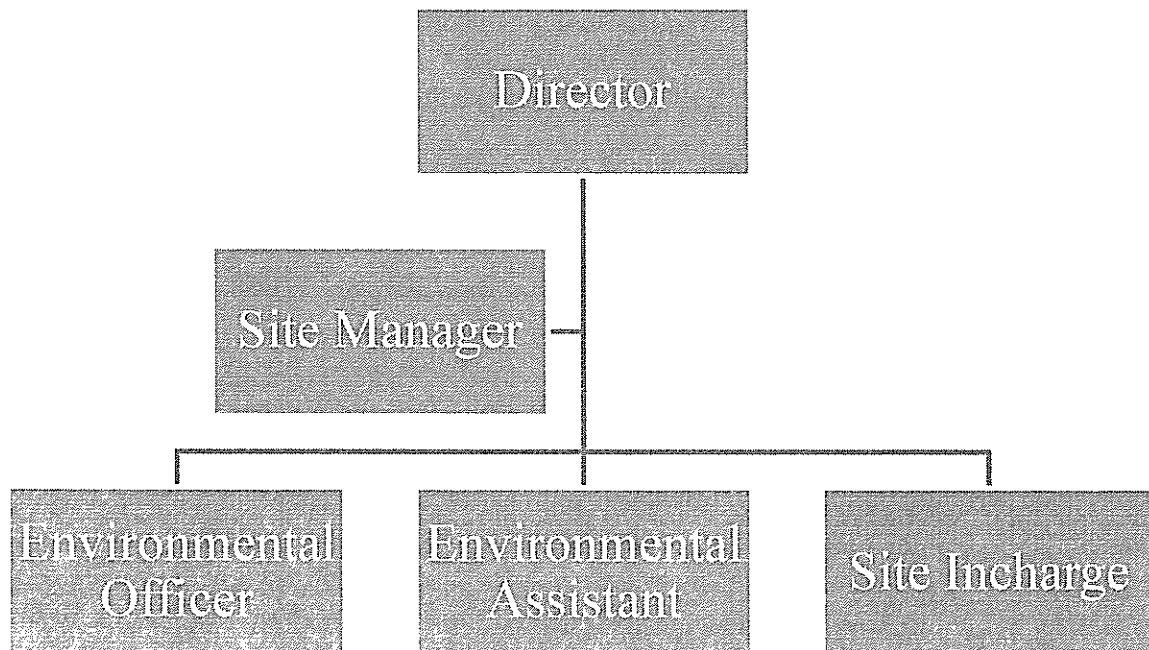 Director
Site Manager
Environmental
Officer
Environmental
Assistant
Site Incharge